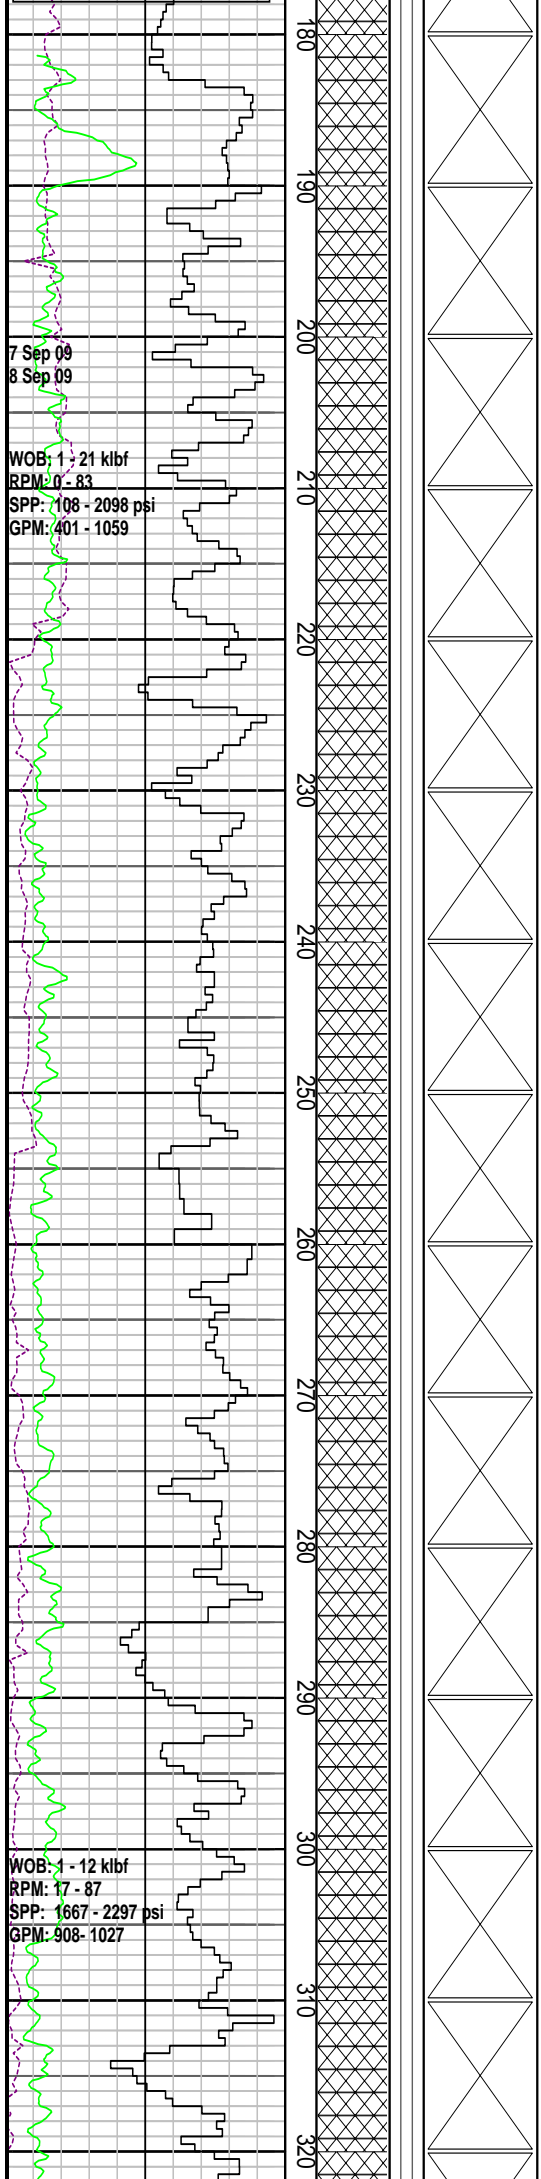 180
190
200
7 Sep 09
8 Sep 09
WOB: 1 - 21 klbf
RPM: 0 - 83
SPP: 108 - 2098 psi
GPM: 401 - 1059
210
220
230
240
250
260
270
280
290
300
WOB: 1 - 12 klbf
RPM: 17 - 87
SPP: 1667 - 2297 psi
GPM: 908- 1027
310
320